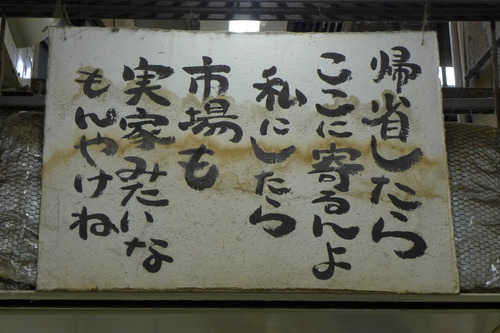 帰省したら
ここに寄るんよ
私にしたら
市場も
実家みたいな
もんやけね